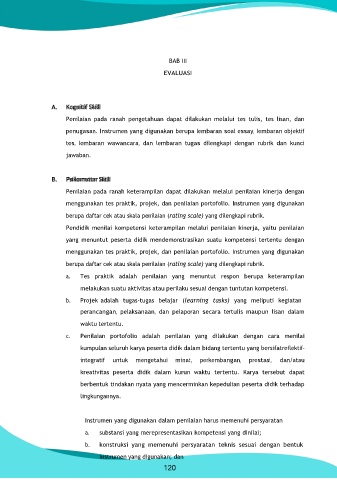 BAB III
EVALUASI
A. Kognitif Skill
Penilaian pada ranah pengetahuan dapat dilakukan melalui tes tulis, tes lisan, dan
penugasan. Instrumen yang digunakan berupa lembaran soal essay, lembaran objektif
tes, lembaran wawancara, dan lembaran tugas dilengkapi dengan rubrik dan kunci
jawaban.
B. Psikomotor Skill
Penilaian pada ranah keterampilan dapat dilakukan melalui penilaian kinerja dengan
menggunakan tes praktik, projek, dan penilaian portofolio. Instrumen yang digunakan
berupa daftar cek atau skala penilaian (rating scale) yang dilengkapi rubrik.
Pendidik menilai kompetensi keterampilan melalui penilaian kinerja, yaitu penilaian
yang menuntut peserta didik mendemonstrasikan suatu kompetensi tertentu dengan
menggunakan tes praktik, projek, dan penilaian portofolio. Instrumen yang digunakan
berupa daftar cek atau skala penilaian (rating scale) yang dilengkapi rubrik.
a. Tes praktik adalah penilaian yang menuntut respon berupa keterampilan
melakukan suatu aktivitas atau perilaku sesuai dengan tuntutan kompetensi.
b. Projek adalah tugas-tugas belajar (learning tasks) yang meliputi kegiatan
perancangan, pelaksanaan, dan pelaporan secara tertulis maupun lisan dalam
waktu tertentu.
c. Penilaian portofolio adalah penilaian yang dilakukan dengan cara menilai
kumpulan seluruh karya peserta didik dalam bidang tertentu yang bersifatreflektif-
integratif untuk mengetahui minat, perkembangan, prestasi, dan/atau
kreativitas peserta didik dalam kurun waktu tertentu. Karya tersebut dapat
berbentuk tindakan nyata yang mencerminkan kepedulian peserta didik terhadap
lingkungannya.
Instrumen yang digunakan dalam penilaian harus memenuhi persyaratan
a. substansi yang merepresentasikan kompetensi yang dinilai;
b. konstruksi yang memenuhi persyaratan teknis sesuai dengan bentuk
instrumen yang digunakan; dan
120